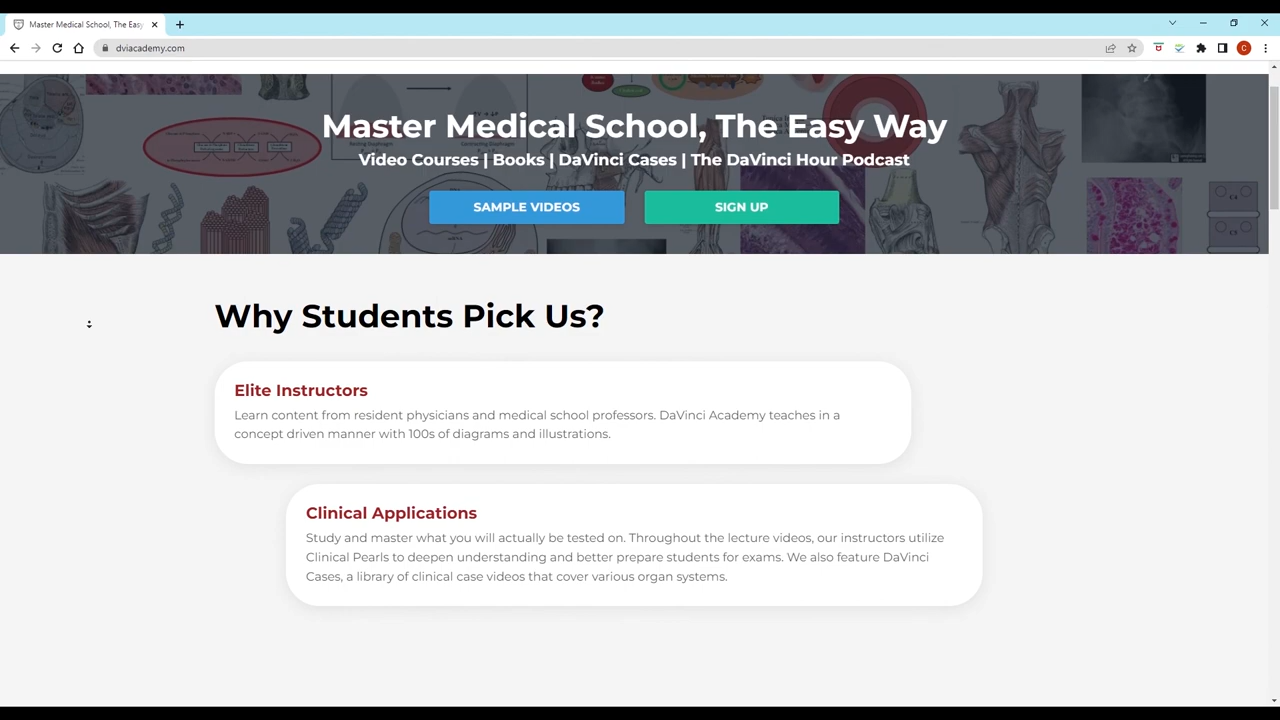 Master Medical School, The Easy
dviacademy.com
C
Master Medical School, The Easy Way
Video Courses | Books | DaVinci Cases | The DaVinci Hour Podcast
SAMPLE VIDEOS
SIGN UP
Why Students Pick Us?
Elite Instructors
Learn content from resident physicians and medical school professors. DaVinci Academy teaches in a
concept driven manner with 100s of diagrams and illustrations.
Clinical Applications
Study and master what you will actually be tested on. Throughout the lecture videos, our instructors utilize
Clinical Pearls to deepen understanding and better prepare students for exams. We also feature DaVinci
Cases, a library of clinical case videos that cover various organ systems.